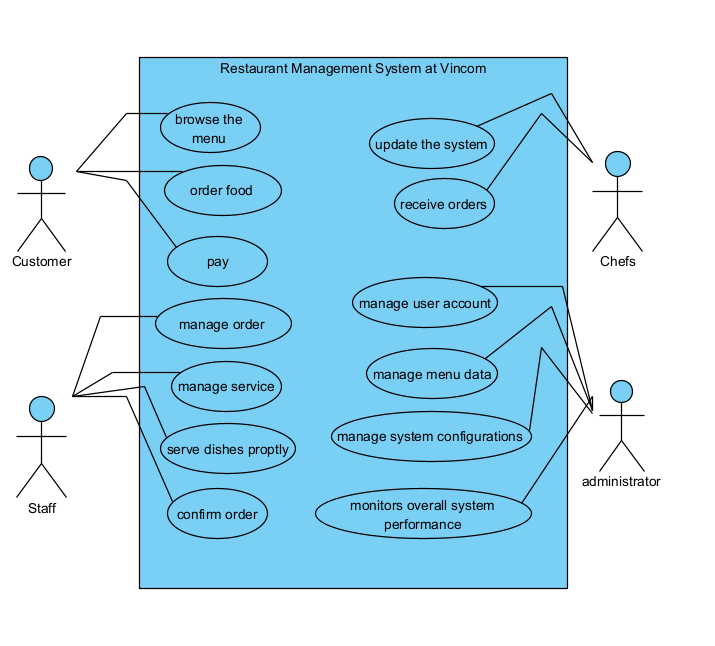 Restaurant Management System at Vincom
browse the
menu
order food
pay
manage order
manage service
serve dishes proptly
confirm order
update the system
receive orders
manage user account
manage menu data
manage system configurations
monitors overall system
performance
Customer
Staff
Chefs
administrator